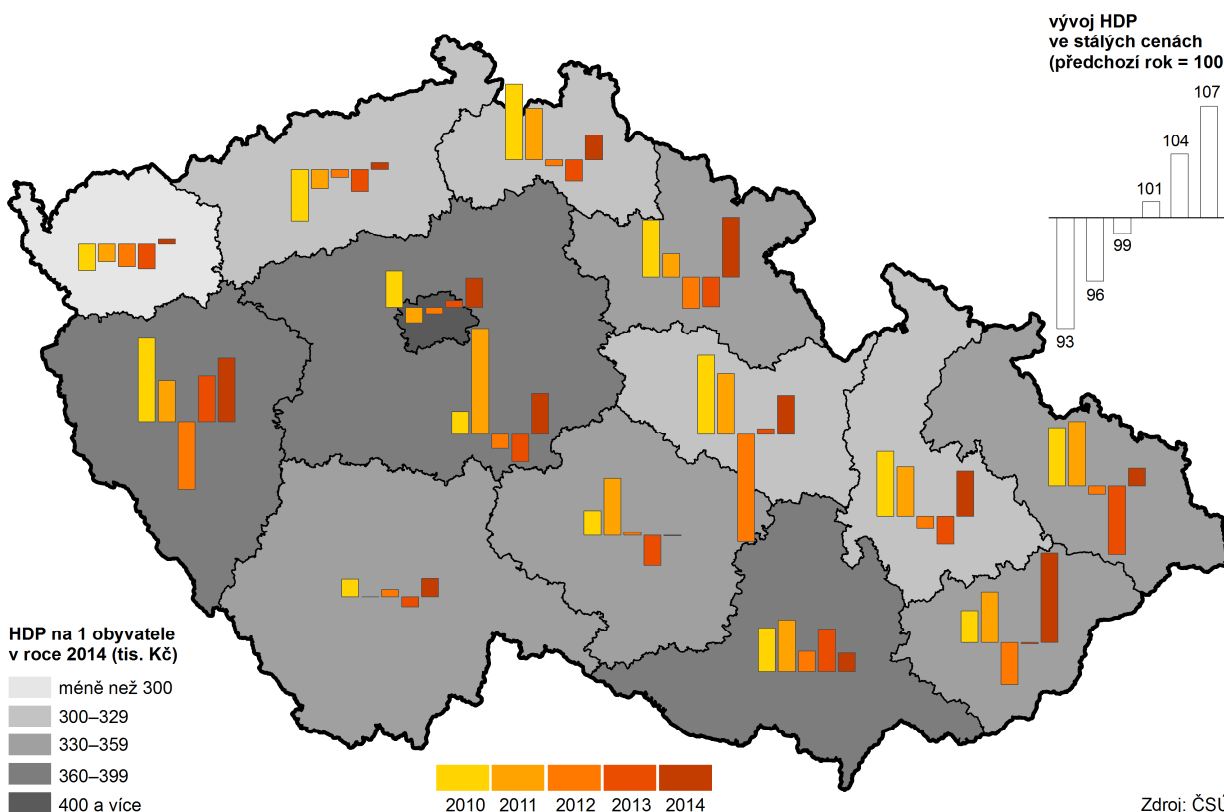 vývoj HDP
ve stálých cenách
(předchozí rok = 100
107
104
101
99
96
93
HDP na 1 obyvatele
v roce 2014 (tis. Kč)
méně než 300
300–329
330–359
360–399
400 a více
2010 2011 2012 2013 2014
Zdroj: ČSÚ